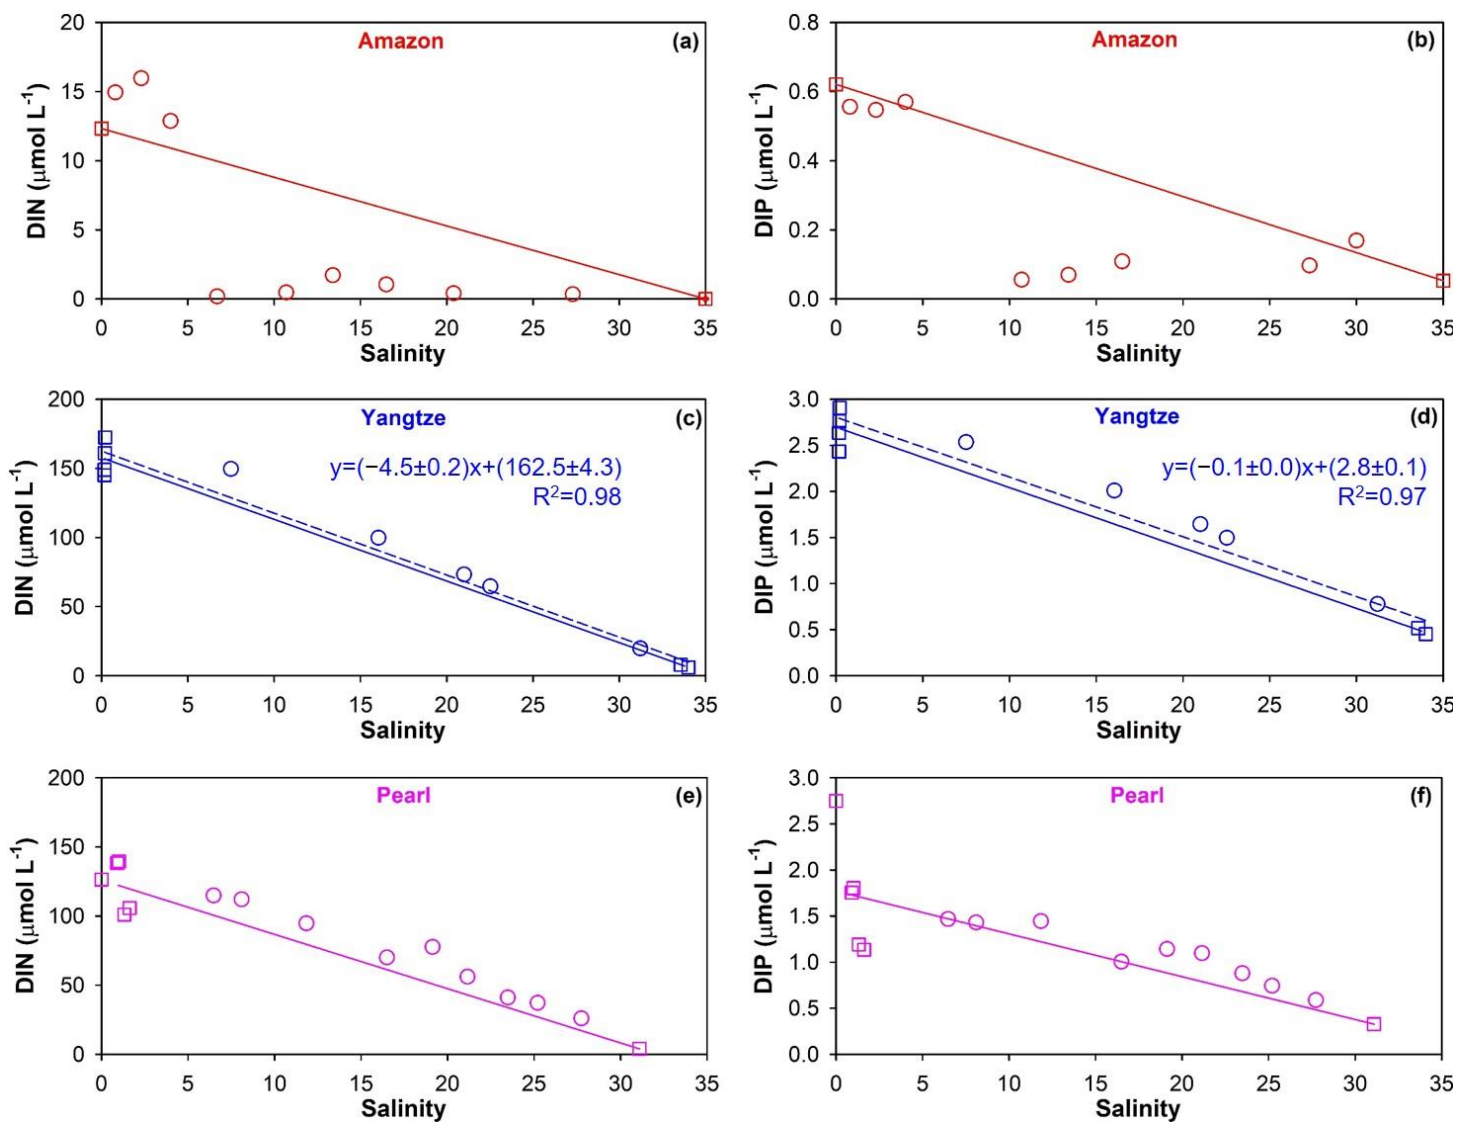 Amazon (a)
DIN (μmol L⁻¹)
20
15
10
5
0
0 5 10 15 20 25 30 35
Salinity
Amazon (b)
DIP (μmol L⁻¹)
0.8
0.6
0.4
0.2
0.0
0 5 10 15 20 25 30 35
Salinity
Yangtze (c)
y=(−4.5±0.2)x+(162.5±4.3)
R²=0.98
DIN (μmol L⁻¹)
200
150
100
50
0
0 5 10 15 20 25 30 35
Salinity
Yangtze (d)
y=(−0.1±0.0)x+(2.8±0.1)
R²=0.97
DIP (μmol L⁻¹)
3.0
2.5
2.0
1.5
1.0
0.5
0.0
0 5 10 15 20 25 30 35
Salinity
Pearl (e)
DIN (μmol L⁻¹)
200
150
100
50
0
0 5 10 15 20 25 30 35
Salinity
Pearl (f)
DIP (μmol L⁻¹)
3.0
2.5
2.0
1.5
1.0
0.5
0.0
0 5 10 15 20 25 30 35
Salinity